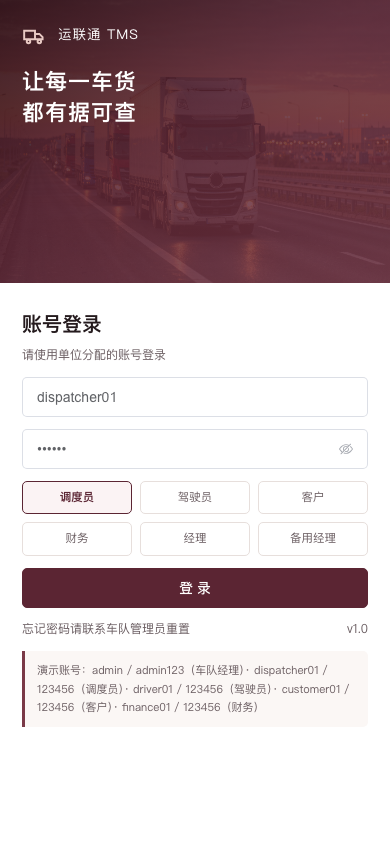 运联通 TMS
让每一车货
都有据可查
账号登录
请使用单位分配的账号登录
dispatcher01
••••••
调度员
驾驶员
客户
财务
经理
备用经理
登 录
忘记密码请联系车队管理员重置
v1.0
演示账号：admin / admin123（车队经理）· dispatcher01 /
123456（调度员）· driver01 / 123456（驾驶员）· customer01 /
123456（客户）· finance01 / 123456（财务）